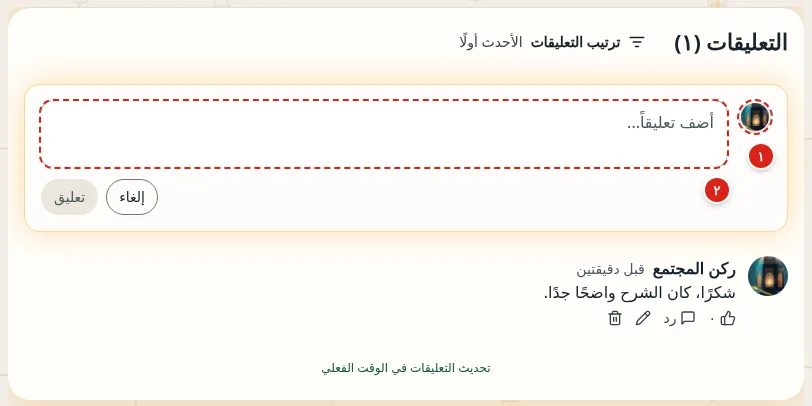 التعليقات (١) ترتيب التعليقات الأحدث أولًا
أضف تعليقاً...
١
٢
إلغاء تعليق
ركن المجتمع قبل دقيقتين
شكرًا، كان الشرح واضحًا جدًا.
· رد
تحديث التعليقات في الوقت الفعلي